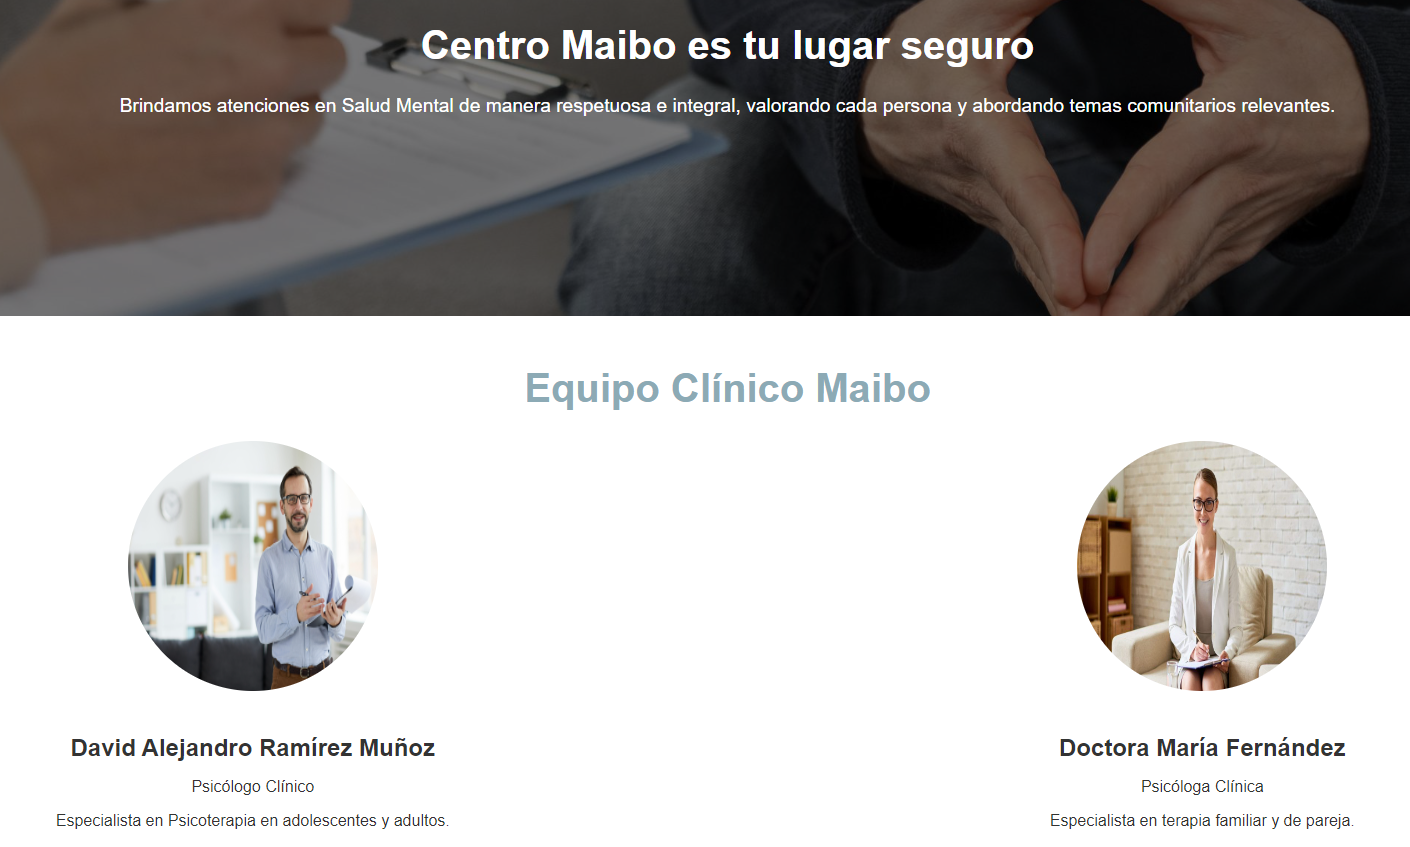 Centro Maibo es tu lugar seguro
Brindamos atenciones en Salud Mental de manera respetuosa e integral, valorando cada persona y abordando temas comunitarios relevantes.
Equipo Clínico Maibo
David Alejandro Ramírez Muñoz
Psicólogo Clínico
Especialista en Psicoterapia en adolescentes y adultos.
Doctora María Fernández
Psicóloga Clínica
Especialista en terapia familiar y de pareja.